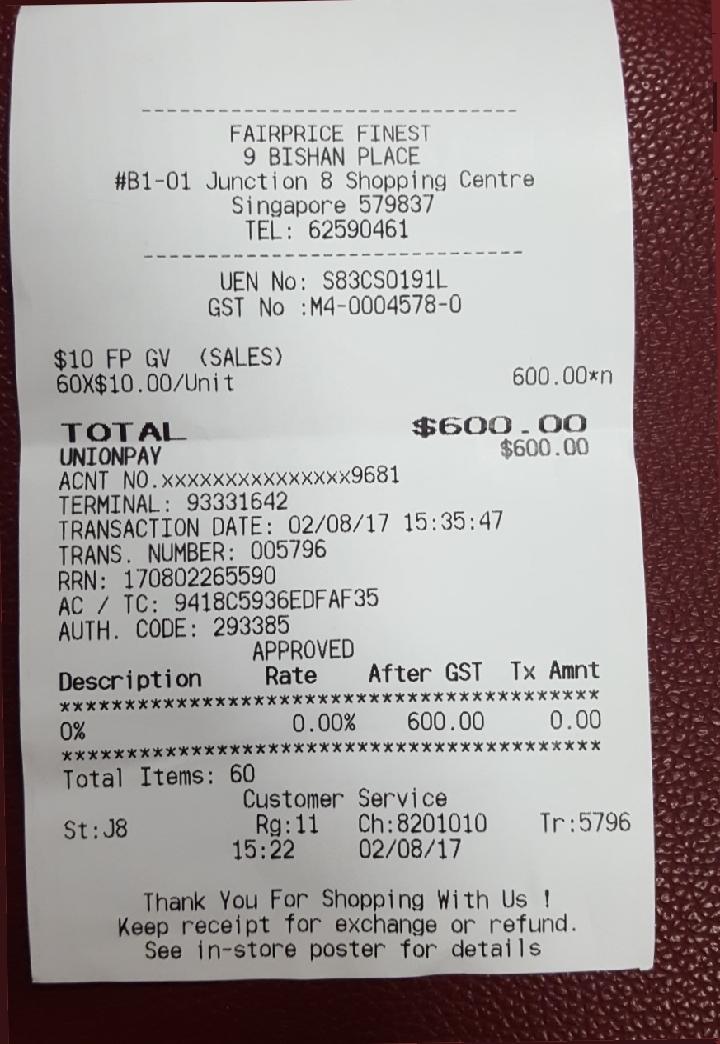 ------------------------------
FAIRPRICE FINEST
9 BISHAN PLACE
#B1-01 Junction 8 Shopping Centre
Singapore 579837
TEL: 62590461
------------------------------
UEN No: S83CS0191L
GST No :M4-0004578-0
$10 FP GV (SALES)
60X$10.00/Unit 600.00*n
TOTAL $600.00
UNIONPAY $600.00
ACNT NO.xxxxxxxxxxxxxxx9681
TERMINAL: 93331642
TRANSACTION DATE: 02/08/17 15:35:47
TRANS. NUMBER: 005796
RRN: 170802265590
AC / TC: 9418C5936EDFAF35
AUTH. CODE: 293385
APPROVED
Description Rate After GST Tx Amnt
******************************************
0% 0.00% 600.00 0.00
******************************************
Total Items: 60
Customer Service
St:J8 Rg:11 Ch:8201010 Tr:5796
15:22 02/08/17
Thank You For Shopping With Us !
Keep receipt for exchange or refund.
See in-store poster for details